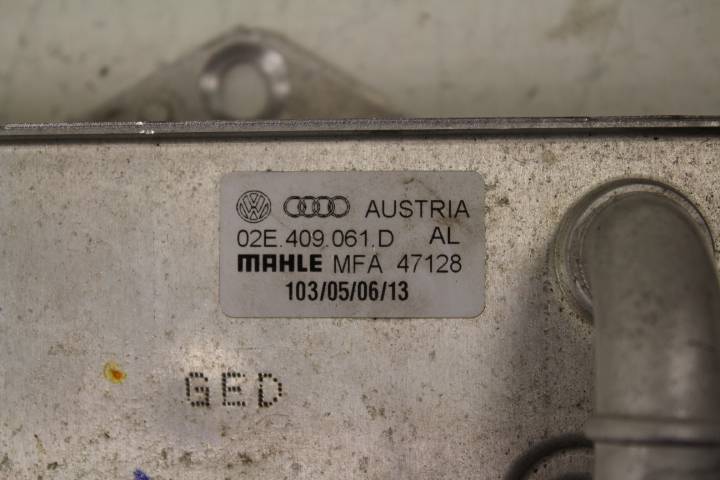 AUSTRIA
02E.409.061.D AL
MAHLE MFA 47128
103/05/06/13
GED